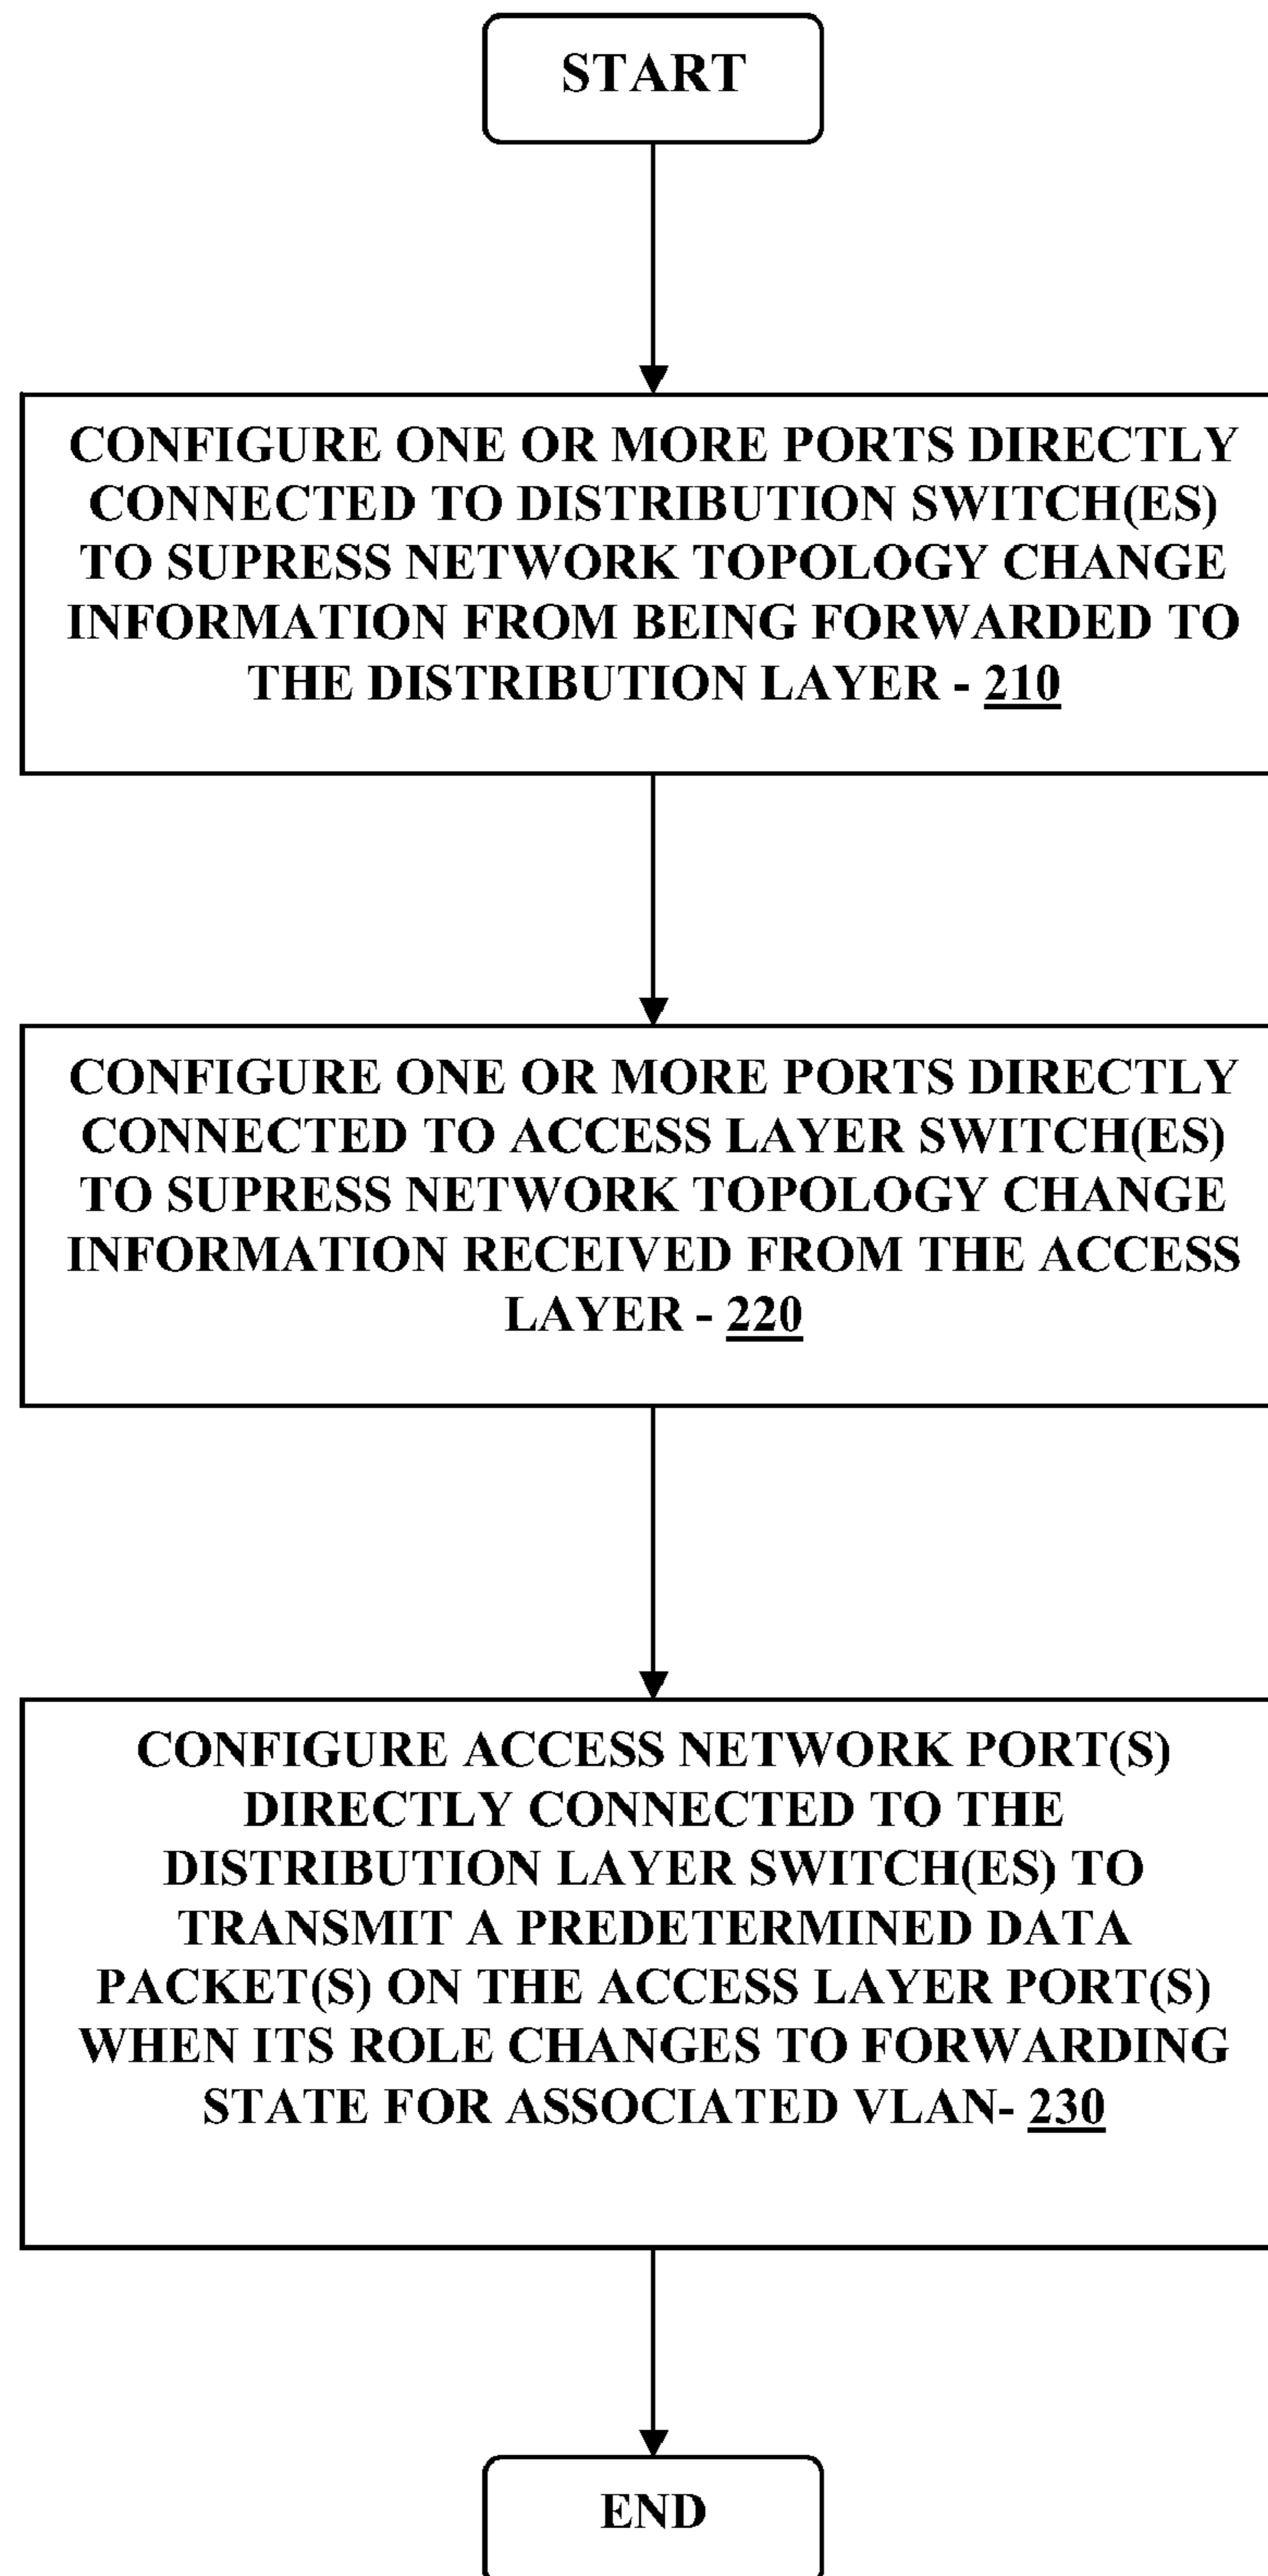 START
CONFIGURE ONE OR MORE PORTS DIRECTLY
CONNECTED TO DISTRIBUTION SWITCH(ES)
TO SUPRESS NETWORK TOPOLOGY CHANGE
INFORMATION FROM BEING FORWARDED TO
THE DISTRIBUTION LAYER - 210
CONFIGURE ONE OR MORE PORTS DIRECTLY
CONNECTED TO ACCESS LAYER SWITCH(ES)
TO SUPRESS NETWORK TOPOLOGY CHANGE
INFORMATION RECEIVED FROM THE ACCESS
LAYER - 220
CONFIGURE ACCESS NETWORK PORT(S)
DIRECTLY CONNECTED TO THE
DISTRIBUTION LAYER SWITCH(ES) TO
TRANSMIT A PREDETERMINED DATA
PACKET(S) ON THE ACCESS LAYER PORT(S)
WHEN ITS ROLE CHANGES TO FORWARDING
STATE FOR ASSOCIATED VLAN- 230
END